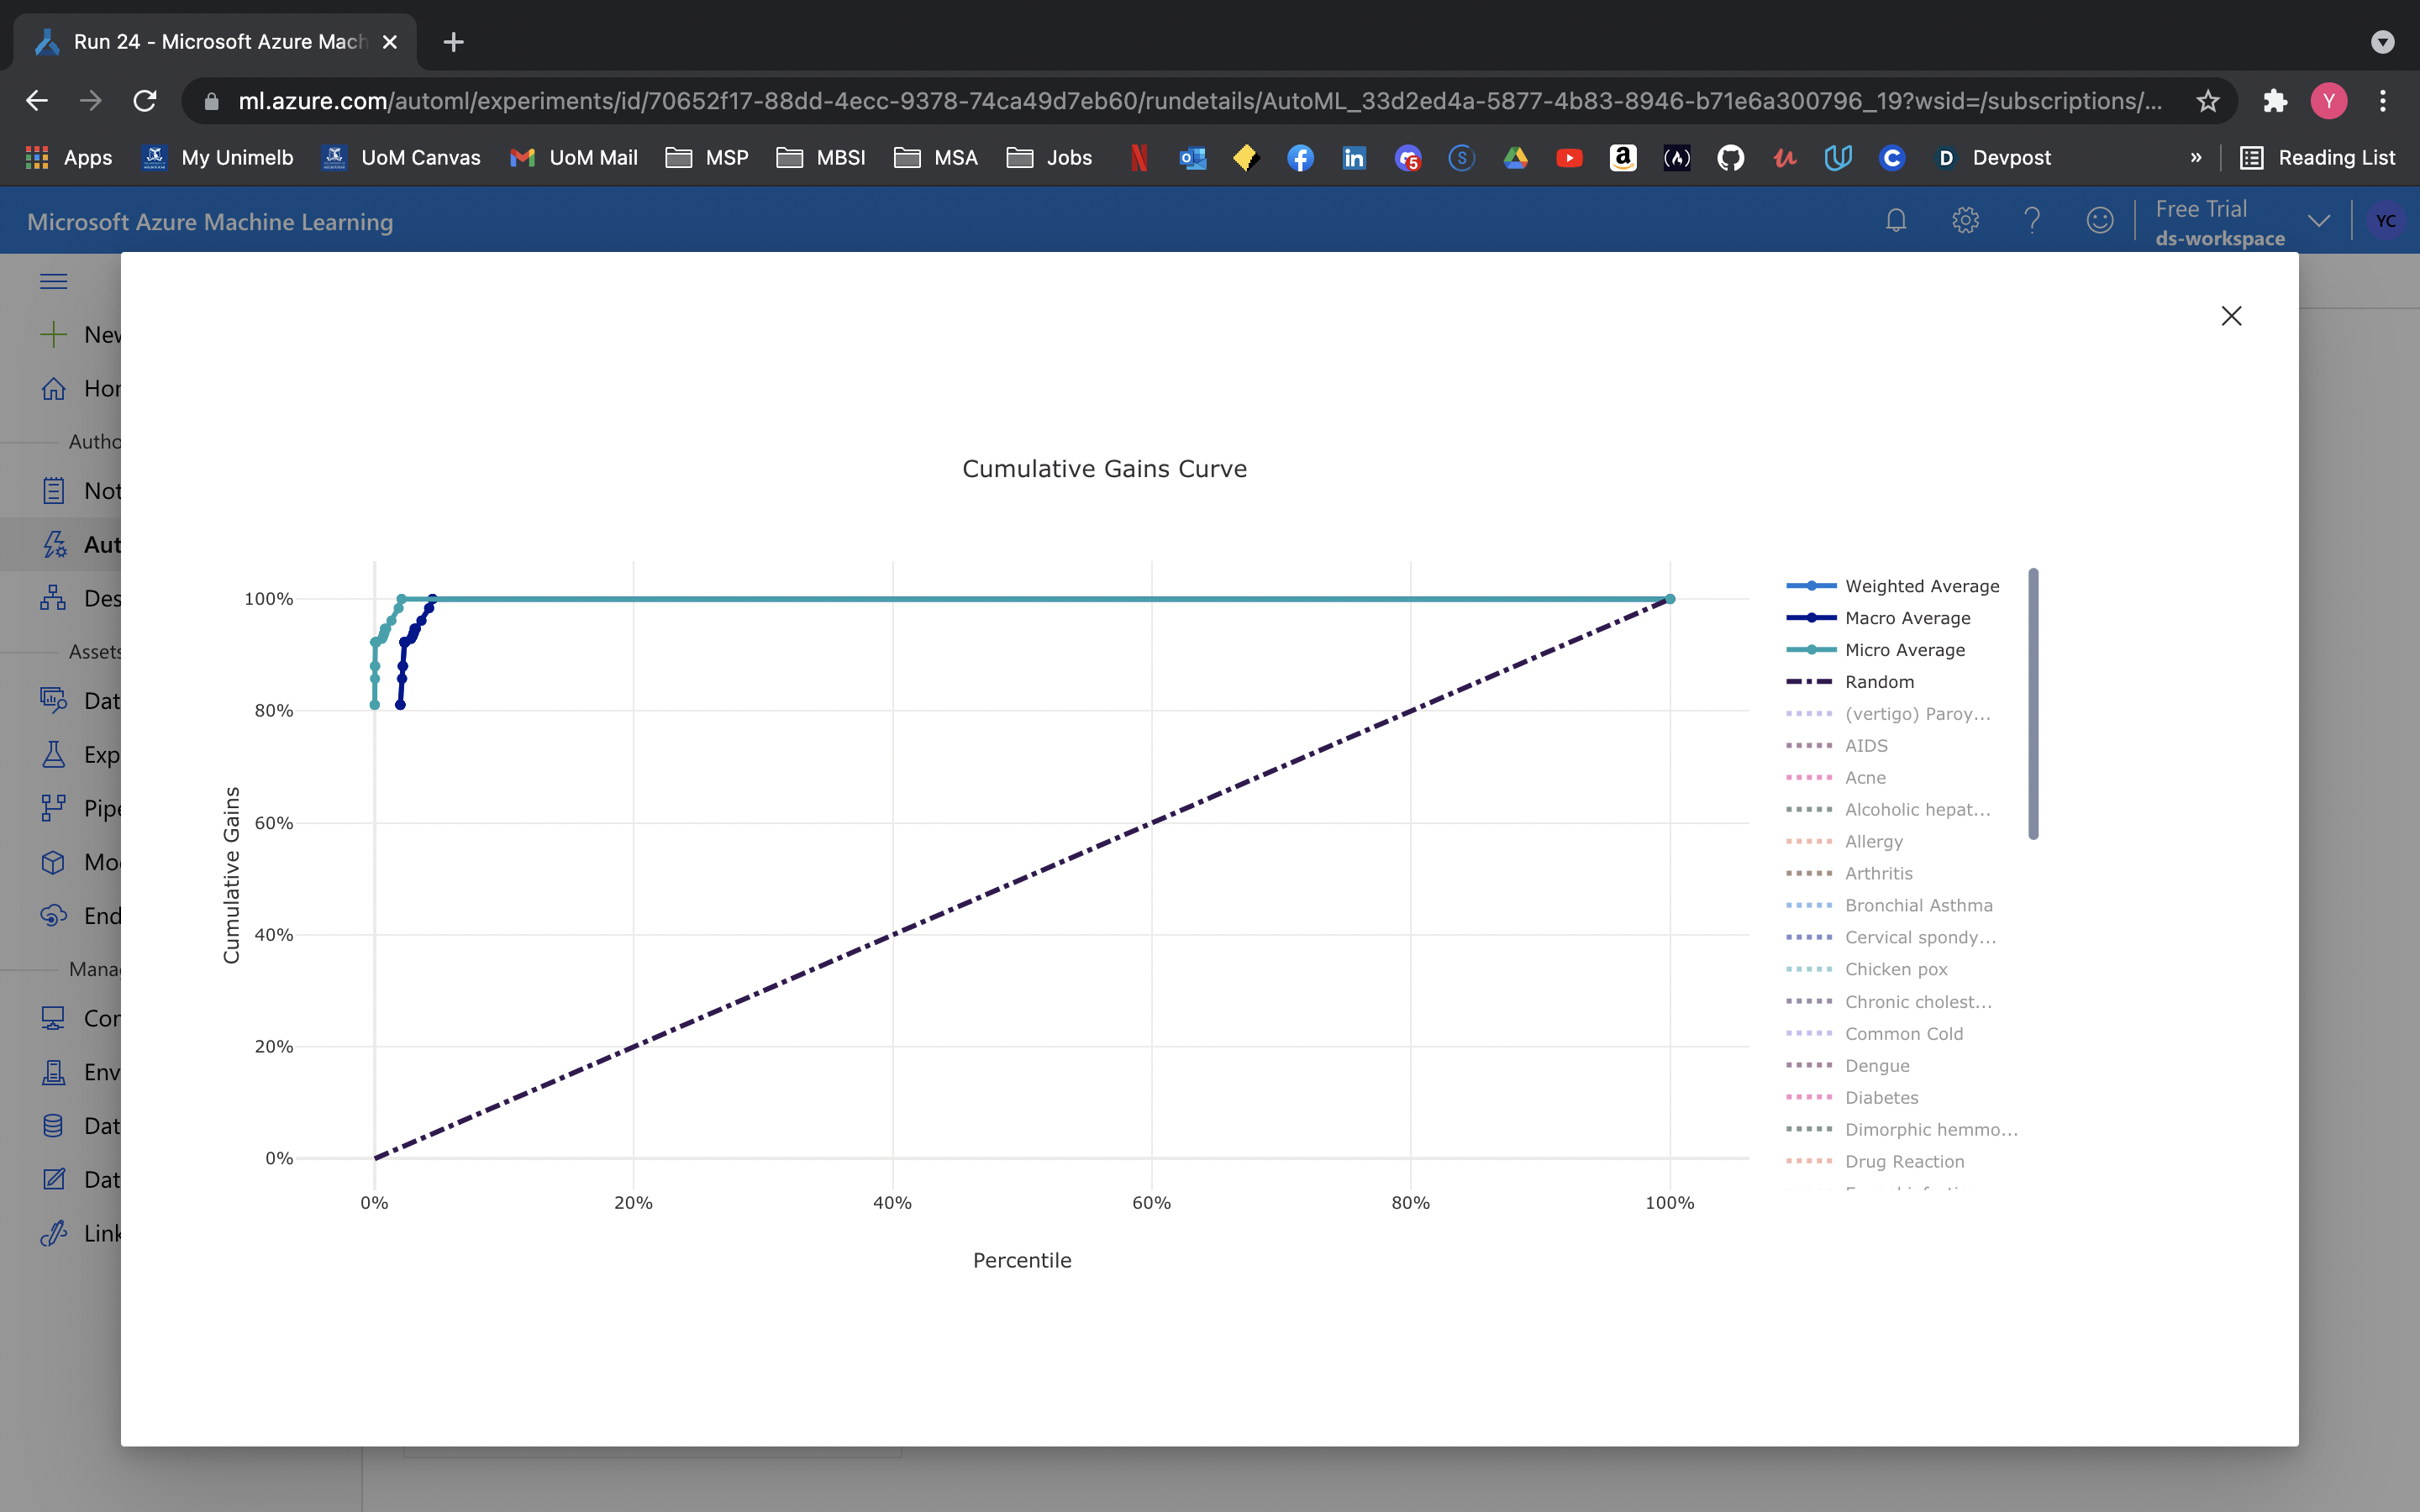 Run 24 - Microsoft Azure Mach
ml.azure.com/automl/experiments/id/70652f17-88dd-4ecc-9378-74ca49d7eb60/rundetails/AutoML_33d2ed4a-5877-4b83-8946-b71e6a300796_19?wsid=/subscriptions/...
Y
Apps My Unimelb UoM Canvas UoM Mail MSP MBSI MSA Jobs Devpost » Reading List
Microsoft Azure Machine Learning
Free Trial
ds-workspace
YC
New
Hor
Autho
Not
Aut
Des
Assets
Dat
Exp
Pipe
Mod
End
Mana
Con
Env
Dat
Dat
Link
Cumulative Gains Curve
Cumulative Gains
100%
80%
60%
40%
20%
0%
0% 20% 40% 60% 80% 100%
Percentile
Weighted Average
Macro Average
Micro Average
Random
(vertigo) Paroy...
AIDS
Acne
Alcoholic hepat...
Allergy
Arthritis
Bronchial Asthma
Cervical spondy...
Chicken pox
Chronic cholest...
Common Cold
Dengue
Diabetes
Dimorphic hemmo...
Drug Reaction